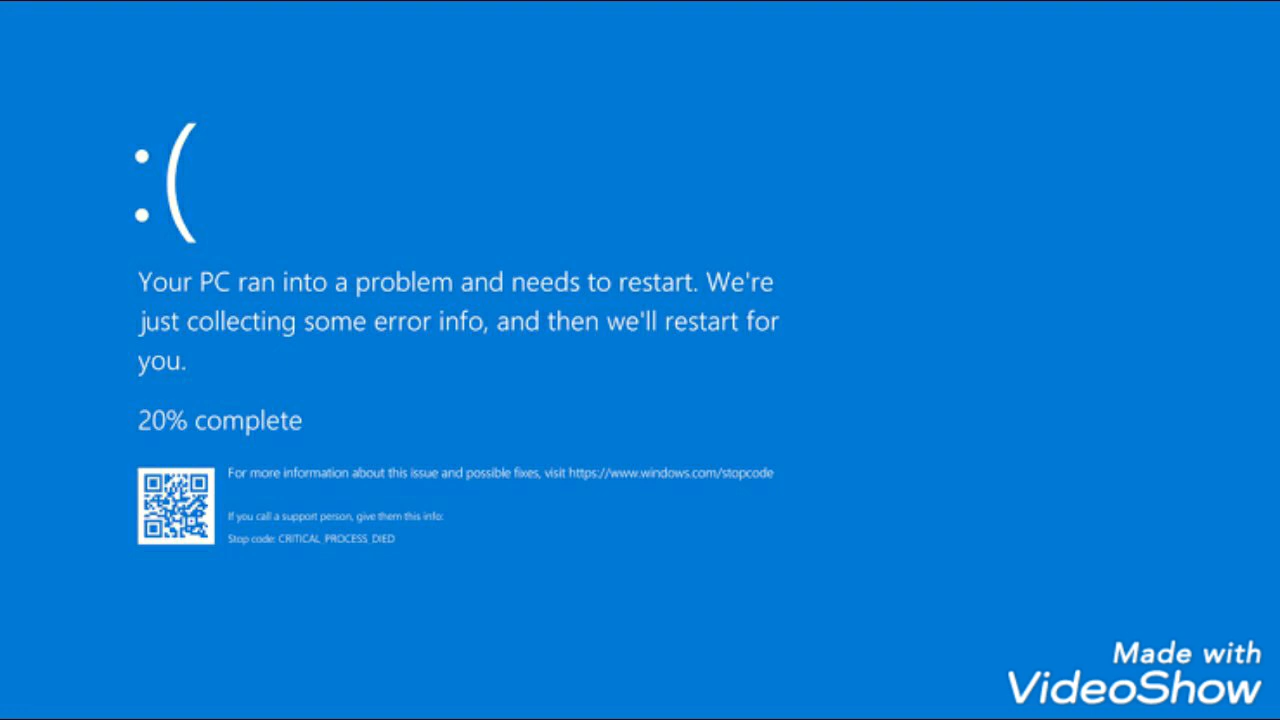 :(
Your PC ran into a problem and needs to restart. We're
just collecting some error info, and then we'll restart for
you.
20% complete
For more information about this issue and possible fixes, visit https://www.windows.com/stopcode
If you call a support person, give them this info:
Stop code: CRITICAL_PROCESS_DIED
Made with
VideoShow